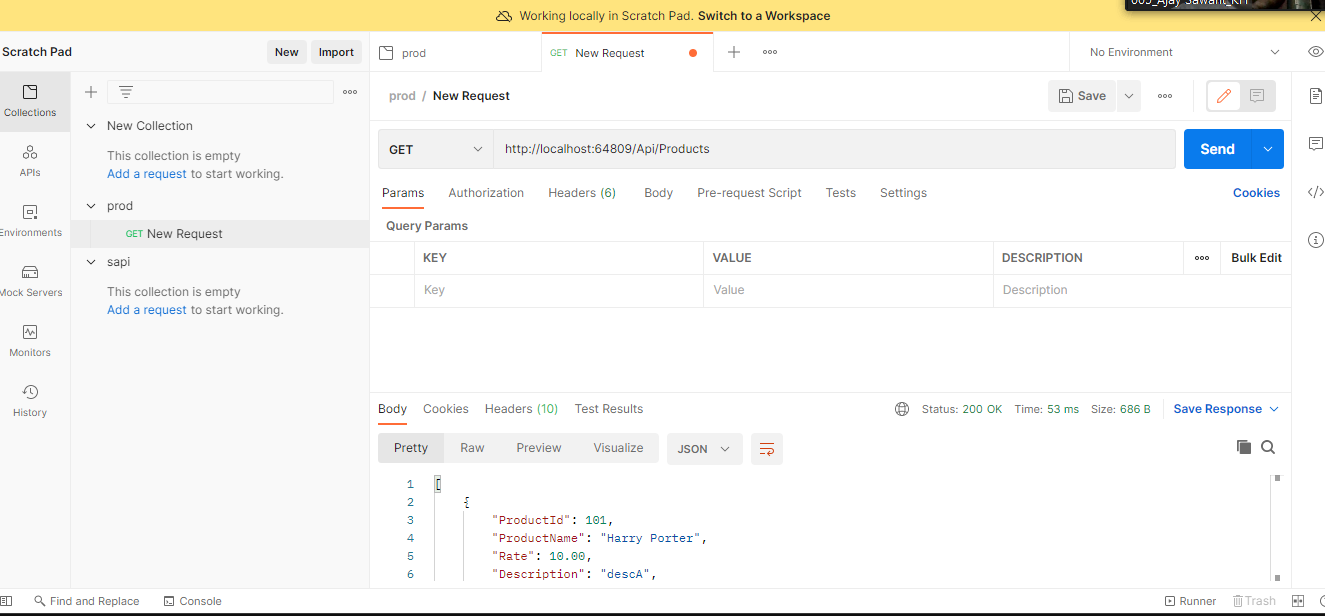 Working locally in Scratch Pad. Switch to a Workspace
Scratch Pad
New
Import
prod
GET New Request
No Environment
Collections
prod / New Request
Save
New Collection
This collection is empty
Add a request to start working.
GET
http://localhost:64809/Api/Products
Send
APIs
Params
Authorization
Headers (6)
Body
Pre-request Script
Tests
Settings
Cookies
prod
Query Params
Environments
GET New Request
KEY
VALUE
DESCRIPTION
Bulk Edit
sapi
Key
Value
Description
Mock Servers
This collection is empty
Add a request to start working.
Monitors
History
Body
Cookies
Headers (10)
Test Results
Status: 200 OK
Time: 53 ms
Size: 686 B
Save Response
Pretty
Raw
Preview
Visualize
JSON
1 [
2 {
3 "ProductId": 101,
4 "ProductName": "Harry Porter",
5 "Rate": 10.00,
6 "Description": "descA",
Find and Replace
Console
Runner
Trash